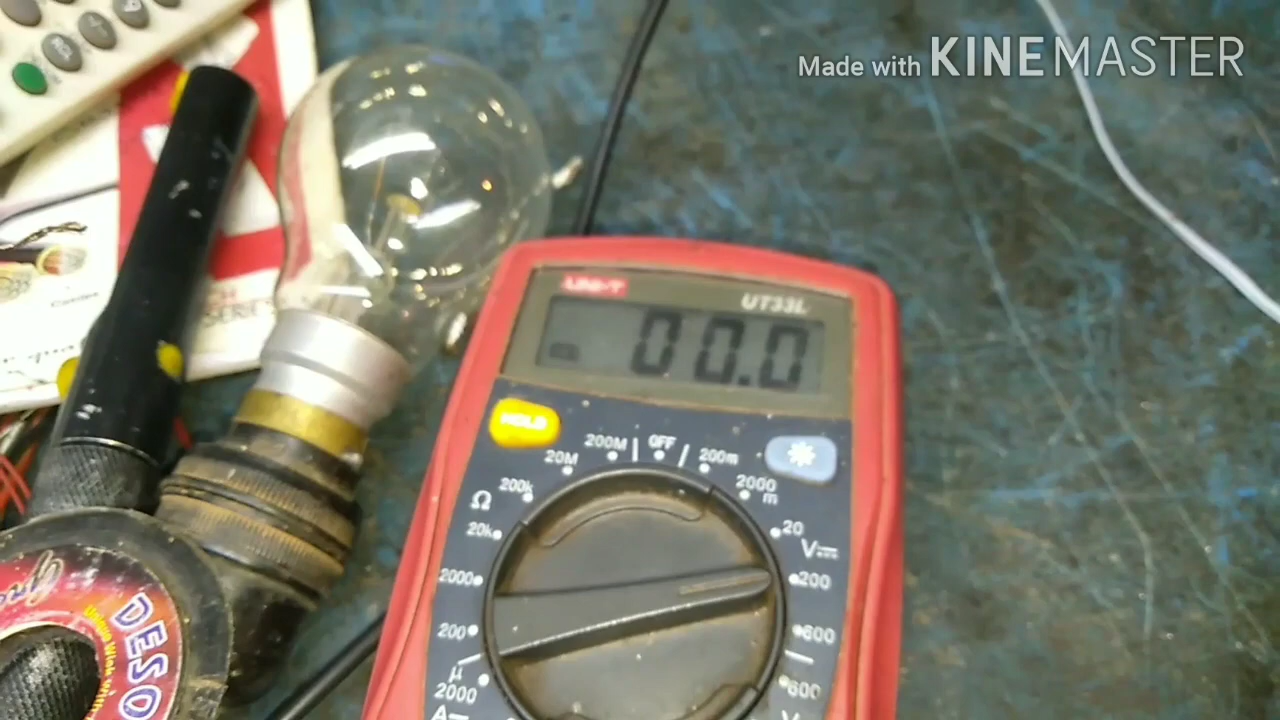 Made with KINEMASTER
UNI-T
UT33L
00.0
HOLD
200M
OFF
200m
20M
2000
m
200k
Ω
20
20k
V
2000
200
200
600
μ
2000
600
A
V
DESO
SERIES